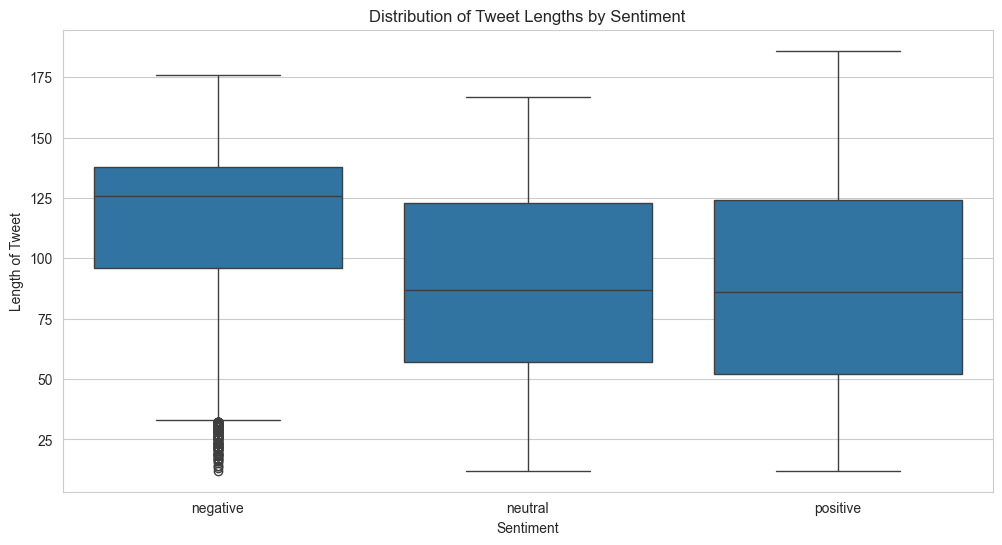 Distribution of Tweet Lengths by Sentiment
Length of Tweet
175
150
125
100
75
50
25
negative neutral positive
Sentiment